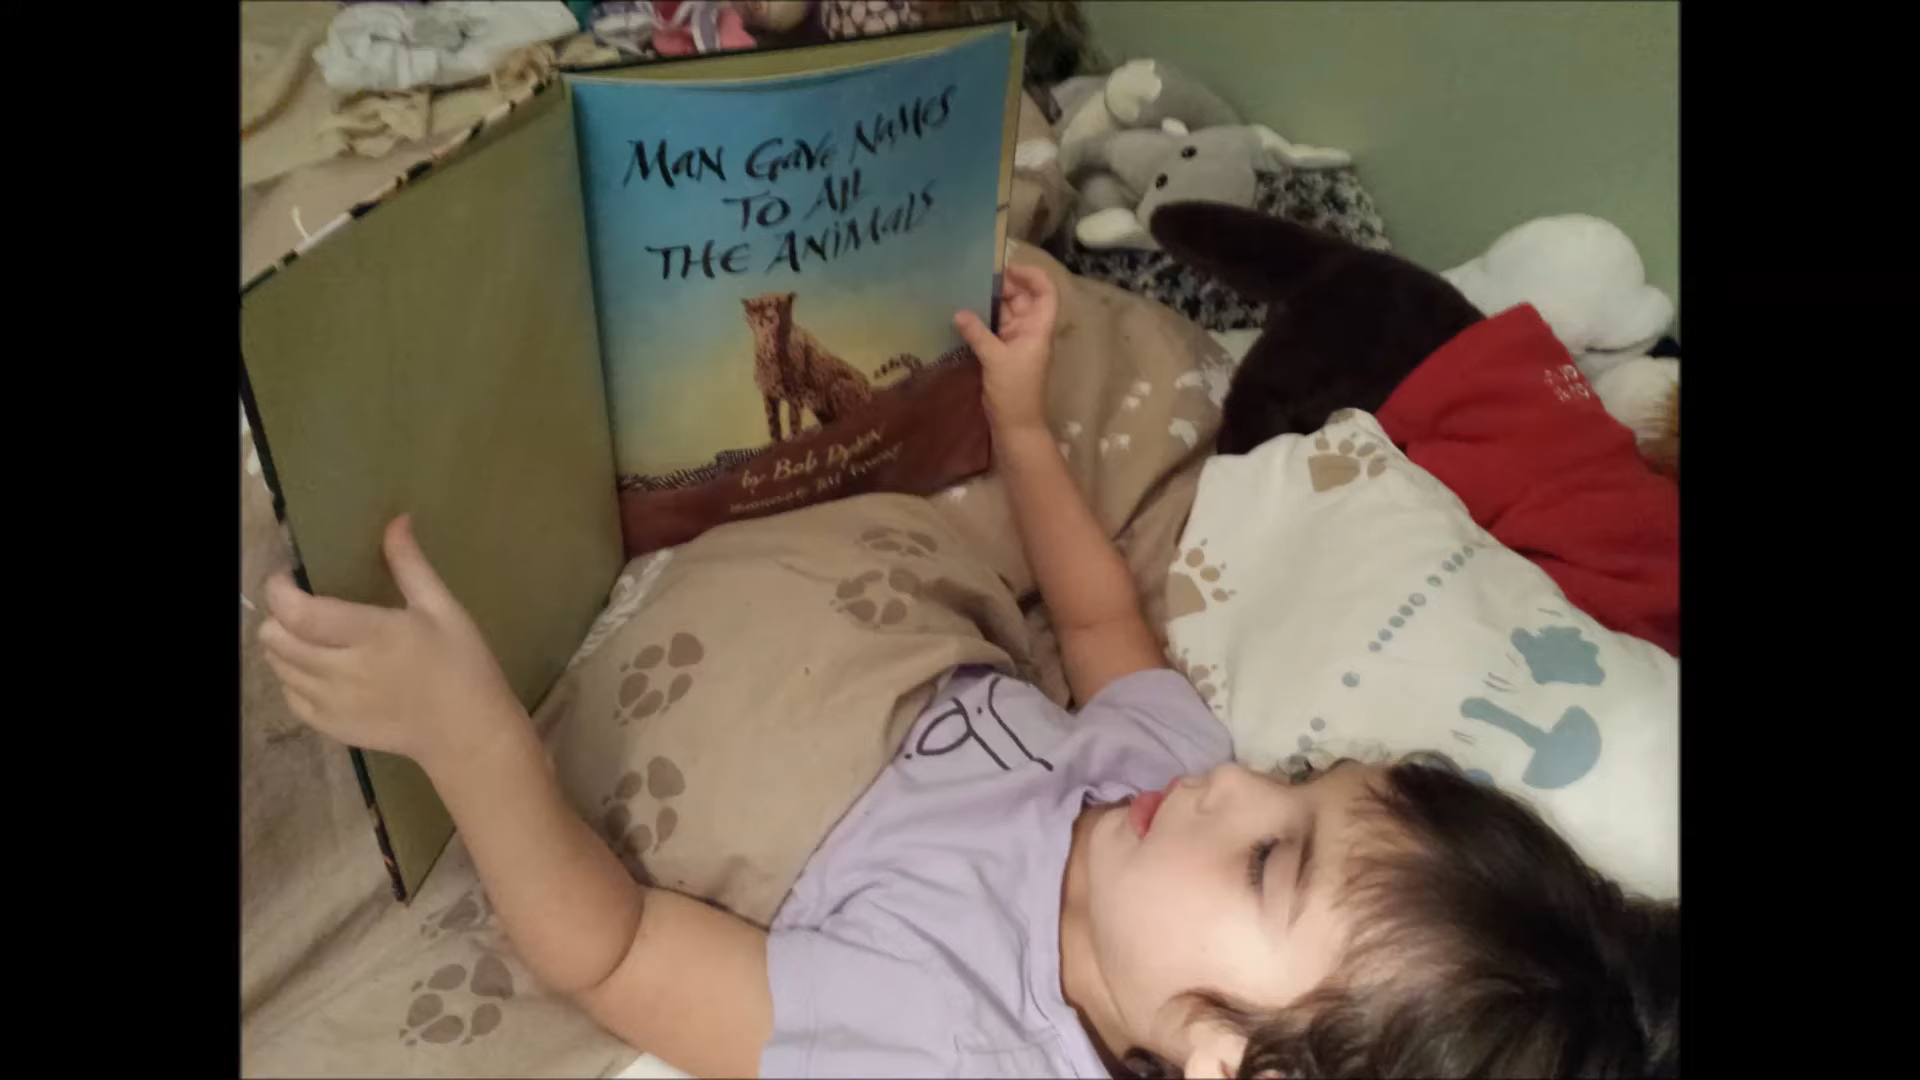 Man Gave Names
To All
The Animals
by Bob Dylan